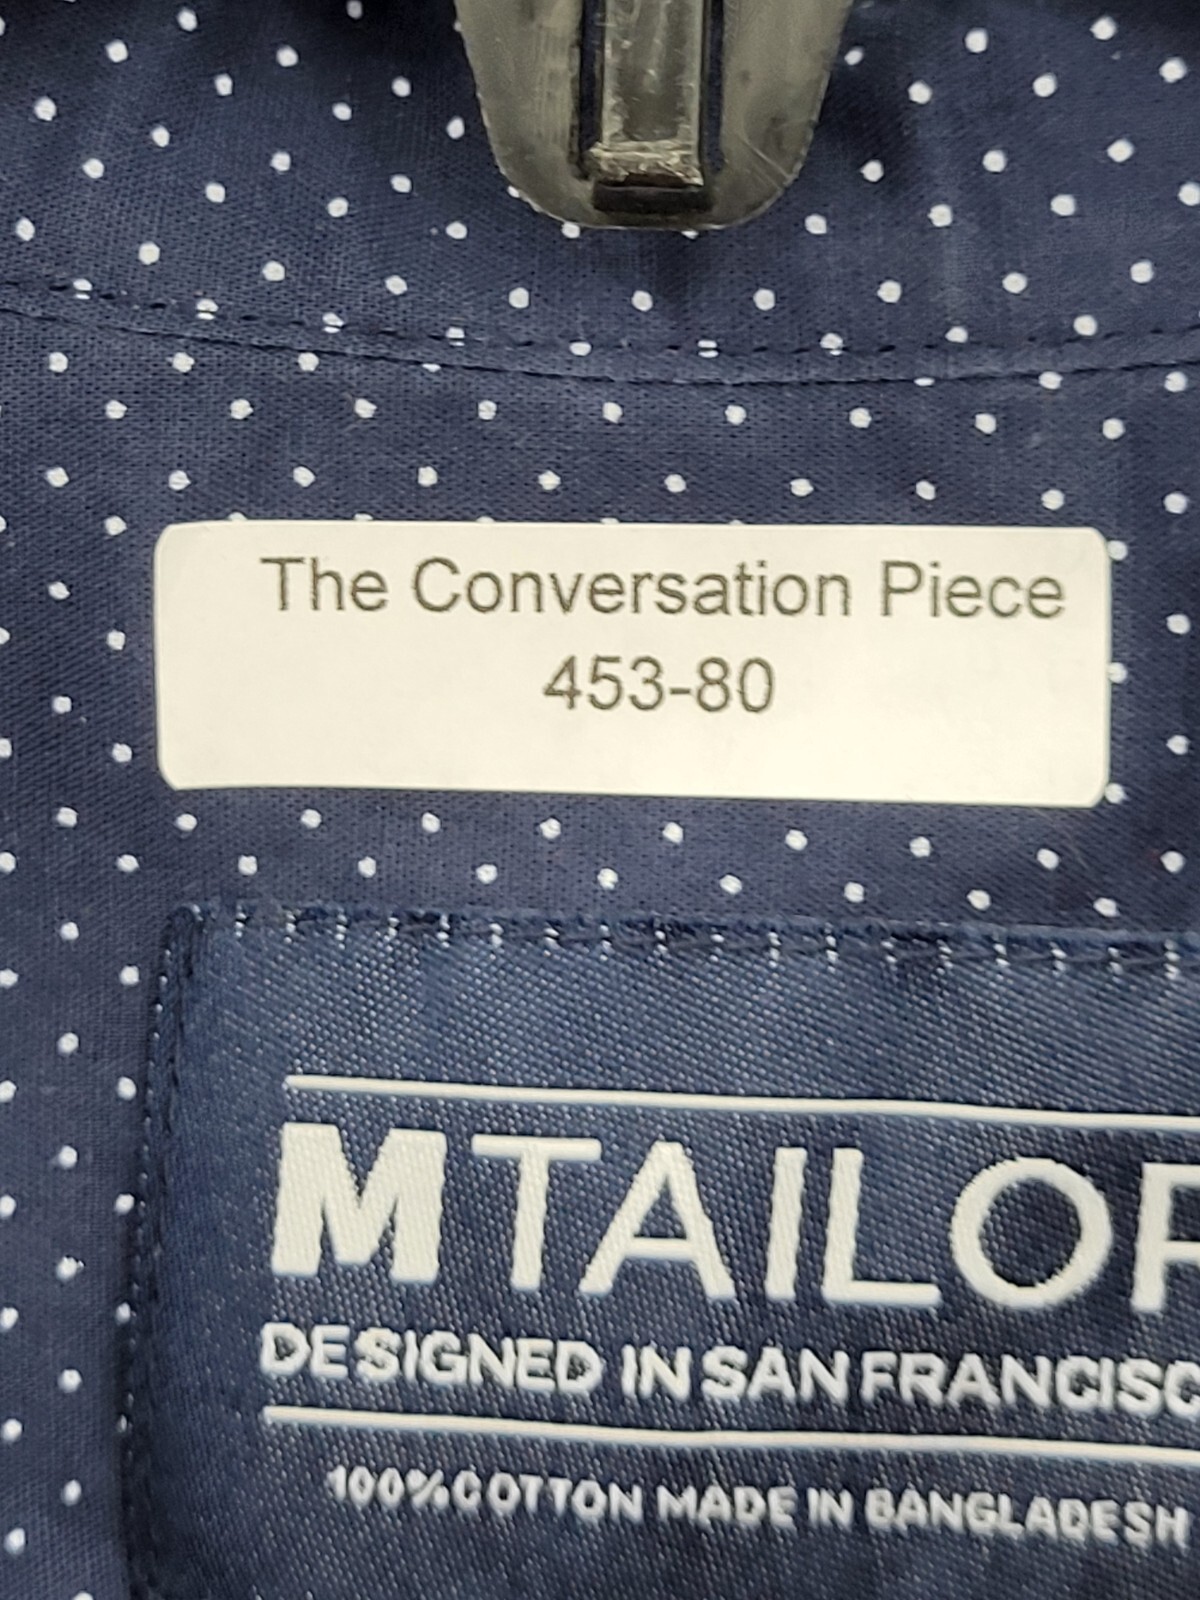 The Conversation Piece
453-80
MTAILOR
DESIGNED IN SAN FRANCISC
100% COTTON MADE IN BANGLADESH